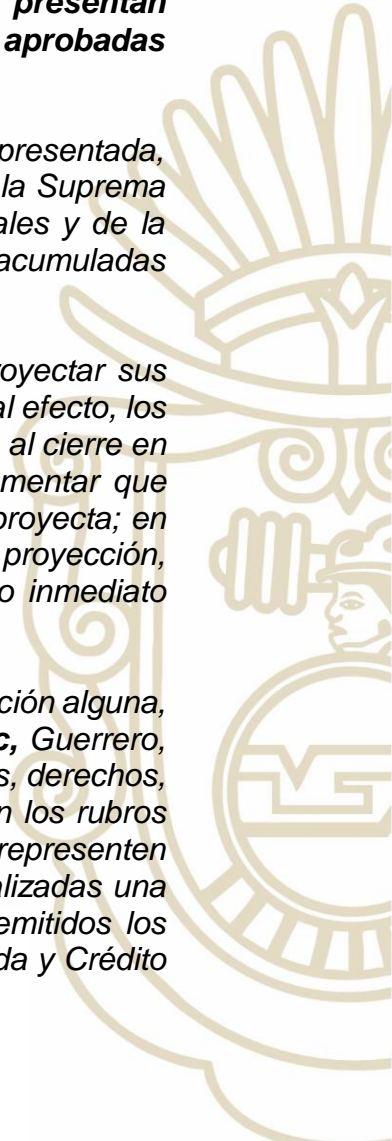 presentan
aprobadas
presentada,
la Suprema
ales y de la
acumuladas
royectar sus
al efecto, los
al cierre en
mentar que
proyecta; en
proyección,
o inmediato
ción alguna,
c, Guerrero,
s, derechos,
n los rubros
representen
alizadas una
emitidos los
da y Crédito